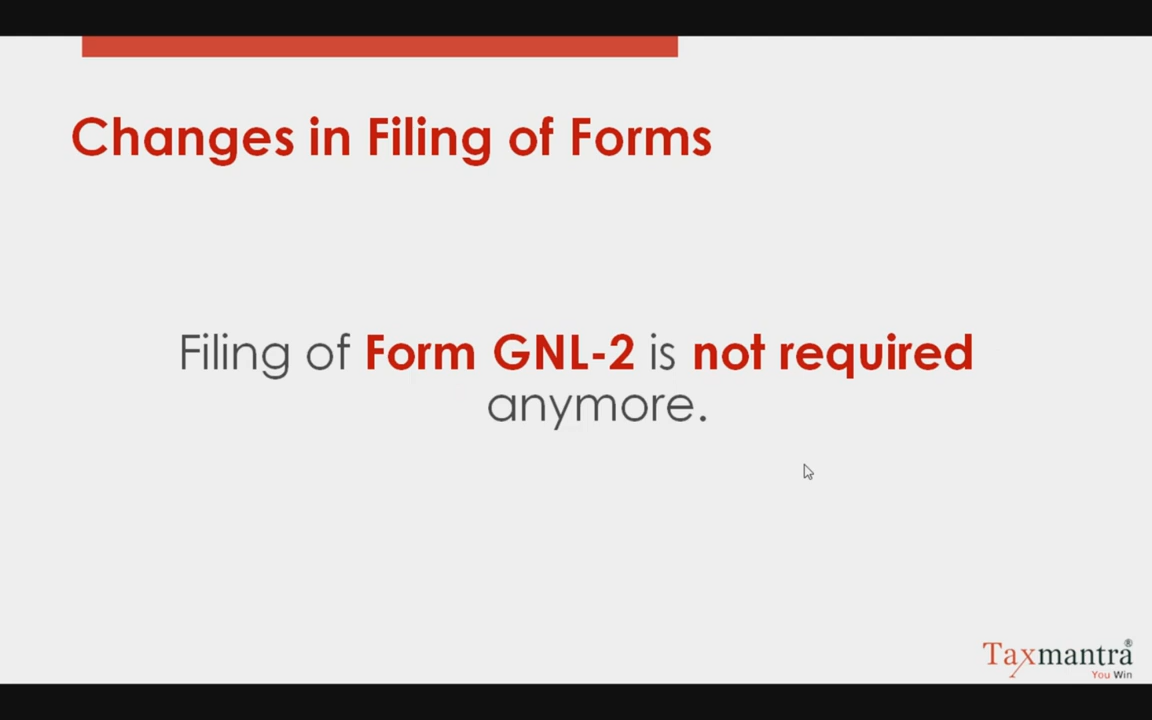 Changes in Filing of Forms
Filing of Form GNL-2 is not required
anymore.
Taxmantra®
You Win